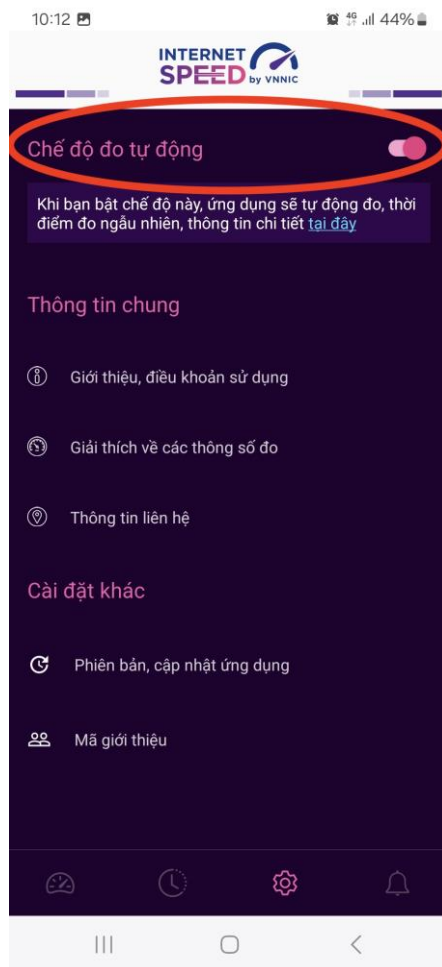 10:12
4G
44%
INTERNET
SPEED by VNNIC
Chế độ đo tự động
Khi bạn bật chế độ này, ứng dụng sẽ tự động đo, thời
điểm đo ngẫu nhiên, thông tin chi tiết tại đây
Thông tin chung
Giới thiệu, điều khoản sử dụng
Giải thích về các thông số đo
Thông tin liên hệ
Cài đặt khác
Phiên bản, cập nhật ứng dụng
Mã giới thiệu